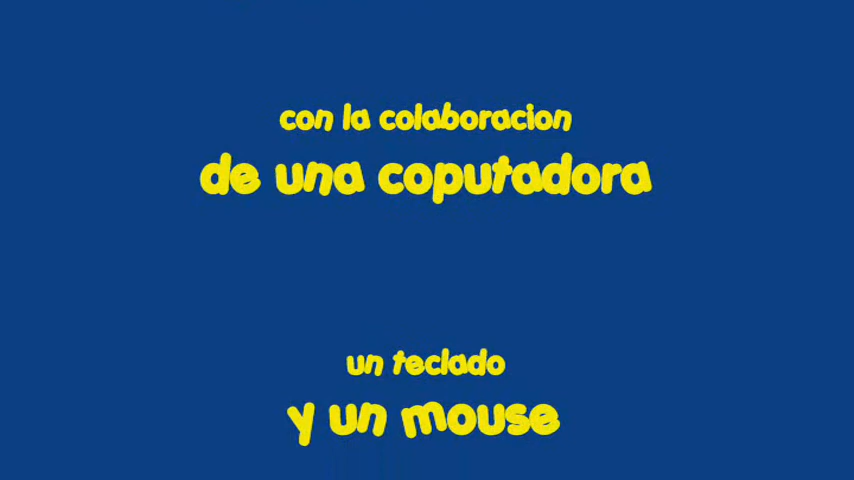 con la colaboracion
de una coputadora
un teclado
y un mouse